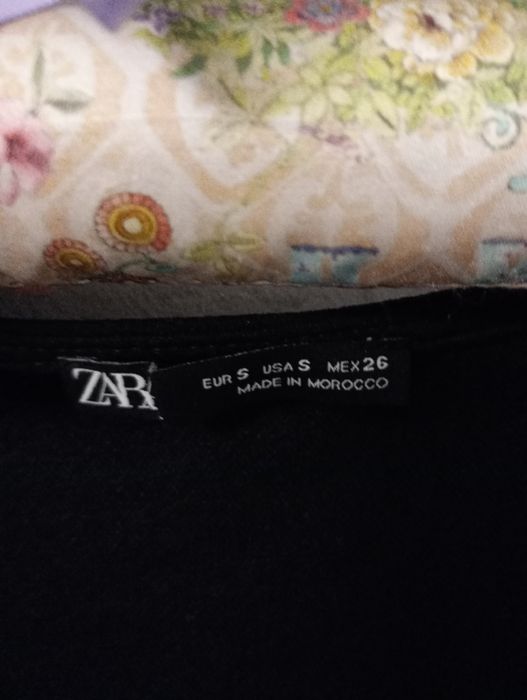 ZARA
EUR S USA S MEX 26
MADE IN MOROCCO